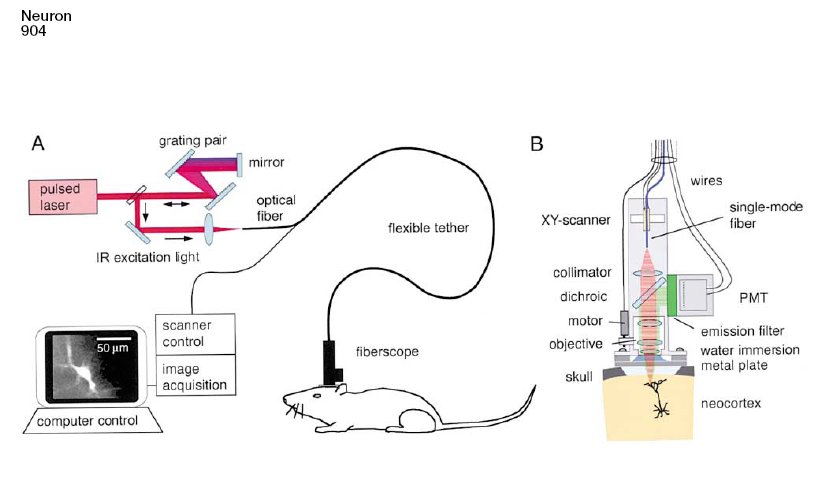 Neuron
904
A
grating pair
mirror
pulsed
laser
optical
fiber
IR excitation light
flexible tether
scanner
control
image
acquisition
50 µm
computer control
fiberscope
B
wires
XY-scanner
single-mode
fiber
collimator
dichroic
PMT
motor
emission filter
objective
water immersion
metal plate
skull
neocortex